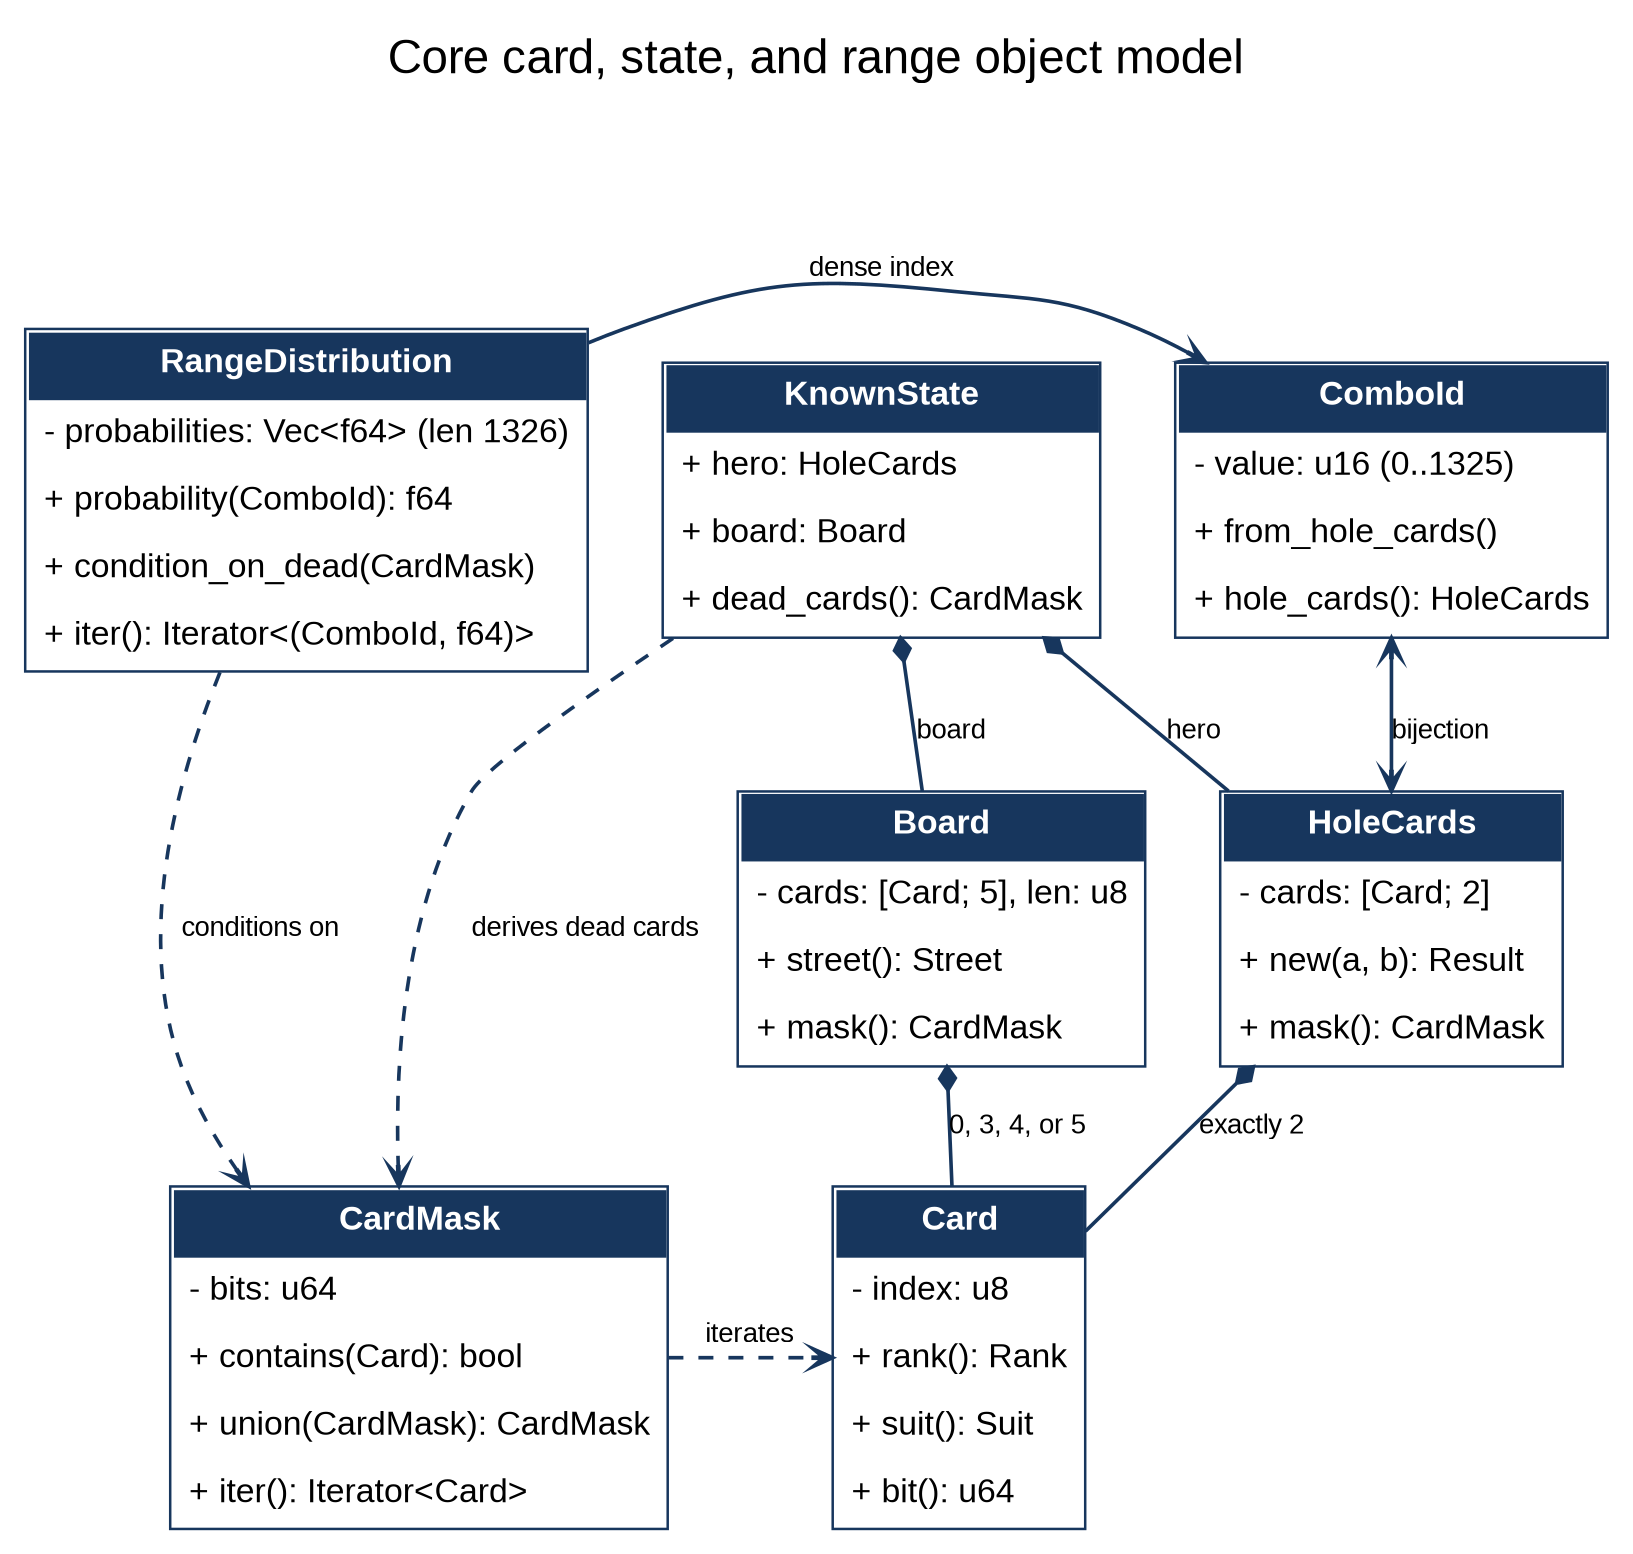 Core card, state, and range object model
dense index
RangeDistribution
- probabilities: Vec<f64> (len 1326)
+ probability(ComboId): f64
+ condition_on_dead(CardMask)
+ iter(): Iterator<(ComboId, f64)>
KnownState
+ hero: HoleCards
+ board: Board
+ dead_cards(): CardMask
ComboId
- value: u16 (0..1325)
+ from_hole_cards()
+ hole_cards(): HoleCards
board
hero
bijection
conditions on
derives dead cards
Board
- cards: [Card; 5], len: u8
+ street(): Street
+ mask(): CardMask
HoleCards
- cards: [Card; 2]
+ new(a, b): Result
+ mask(): CardMask
0, 3, 4, or 5
exactly 2
CardMask
- bits: u64
+ contains(Card): bool
+ union(CardMask): CardMask
+ iter(): Iterator<Card>
iterates
Card
- index: u8
+ rank(): Rank
+ suit(): Suit
+ bit(): u64